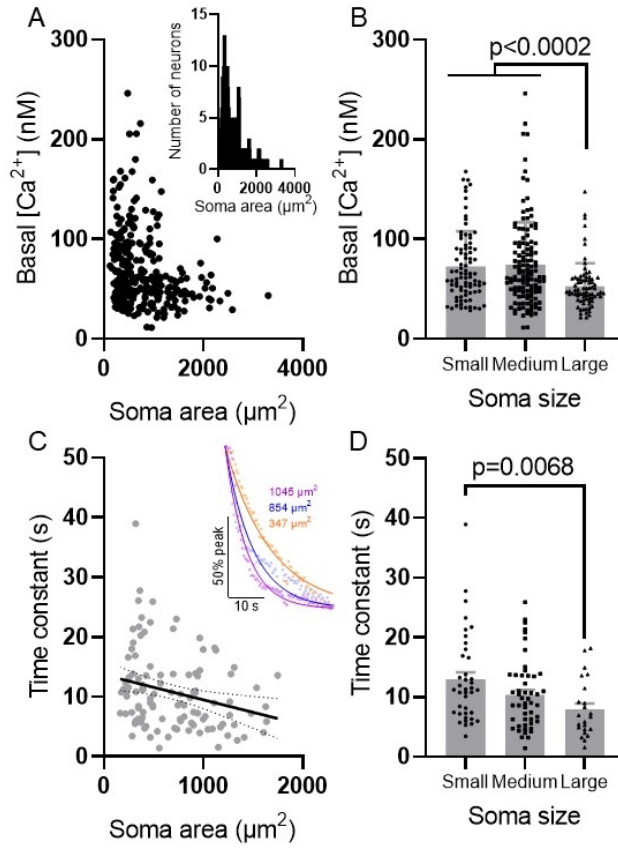 A
300
200
100
0
Basal [Ca²⁺] (nM)
0
2000
4000
Soma area (µm²)
15
10
5
0
Number of neurons
0
2000
4000
Soma area (µm²)
B
p<0.0002
300
200
100
0
Basal [Ca²⁺] (nM)
Small Medium Large
Soma size
C
50
40
30
20
10
0
Time constant (s)
0
1000
2000
Soma area (µm²)
1045 µm²
854 µm²
347 µm²
50% peak
10 s
D
p=0.0068
50
40
30
20
10
0
Time constant (s)
Small Medium Large
Soma size